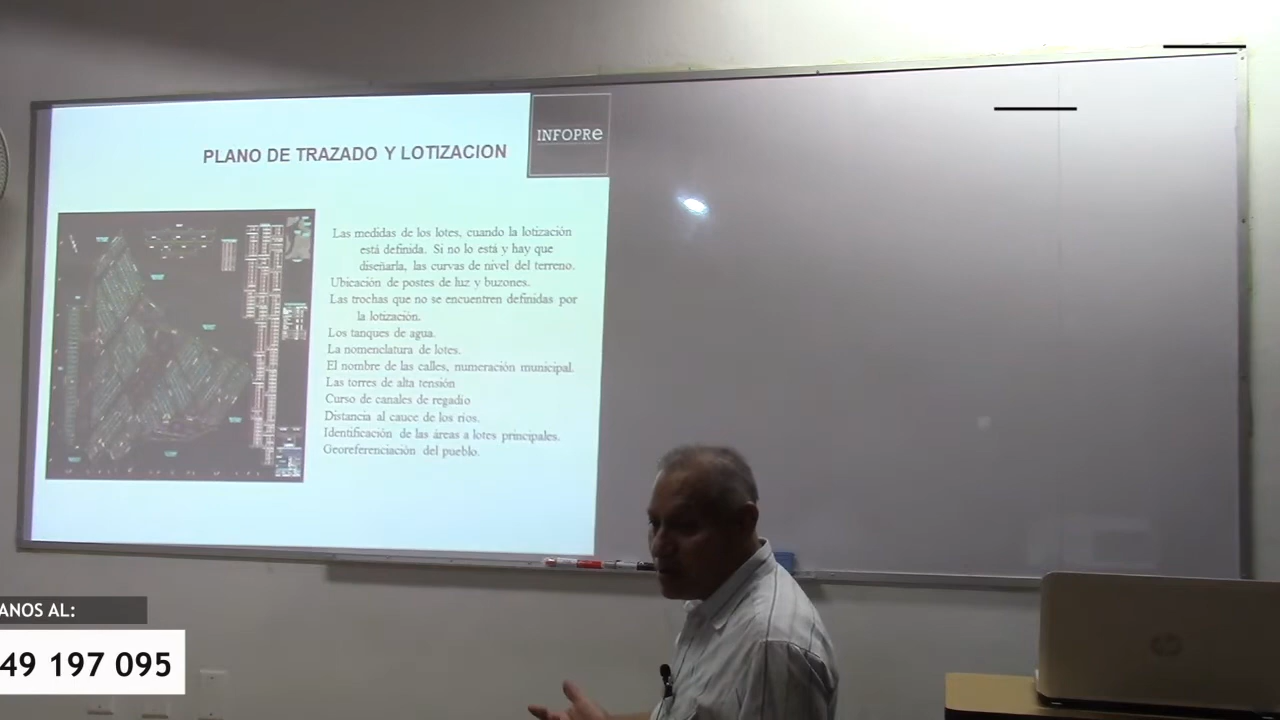 INFOPRe
PLANO DE TRAZADO Y LOTIZACION
Las medidas de los lotes, cuando la lotización
está definida. Si no lo está y hay que
diseñarla, las curvas de nivel del terreno.
Ubicación de postes de luz y buzones.
Las trochas que no se encuentren definidas por
la lotización.
Los tanques de agua.
La nomenclatura de lotes.
El nombre de las calles, numeración municipal.
Las torres de alta tensión
Curso de canales de regadío
Distancia al cauce de los ríos.
Identificación de las áreas a lotes principales.
Georeferenciación del pueblo.
ANOS AL:
49 197 095
hp